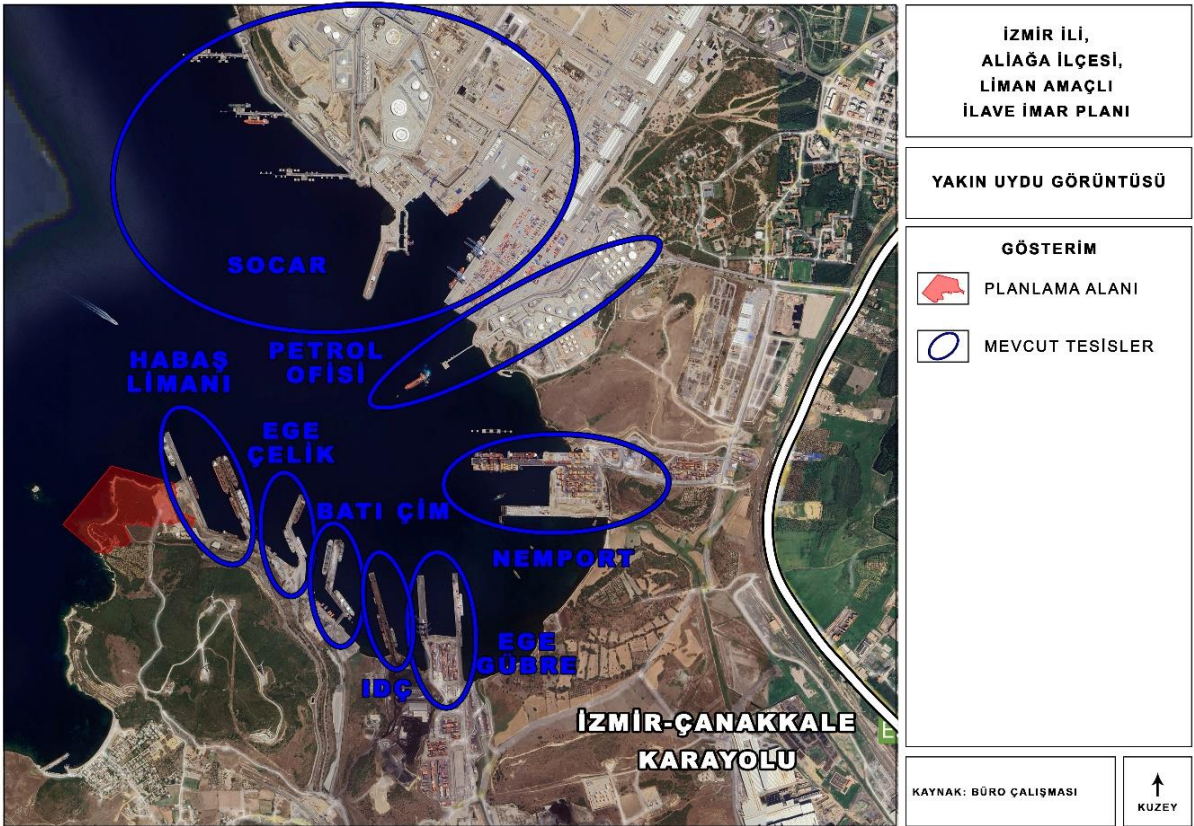 SOCAR
PETROL
OFİSİ
HABAŞ
LİMANI
EGE
ÇELİK
BATI ÇİM
NEMPORT
EGE
GÜBRE
IDÇ
İZMİR-ÇANAKKALE
KARAYOLU
E
İZMİR İLİ,
ALİAĞA İLÇESİ,
LİMAN AMAÇLI
İLAVE İMAR PLANI
YAKIN UYDU GÖRÜNTÜSÜ
GÖSTERİM
PLANLAMA ALANI
MEVCUT TESİSLER
KAYNAK: BÜRO ÇALIŞMASI
KUZEY